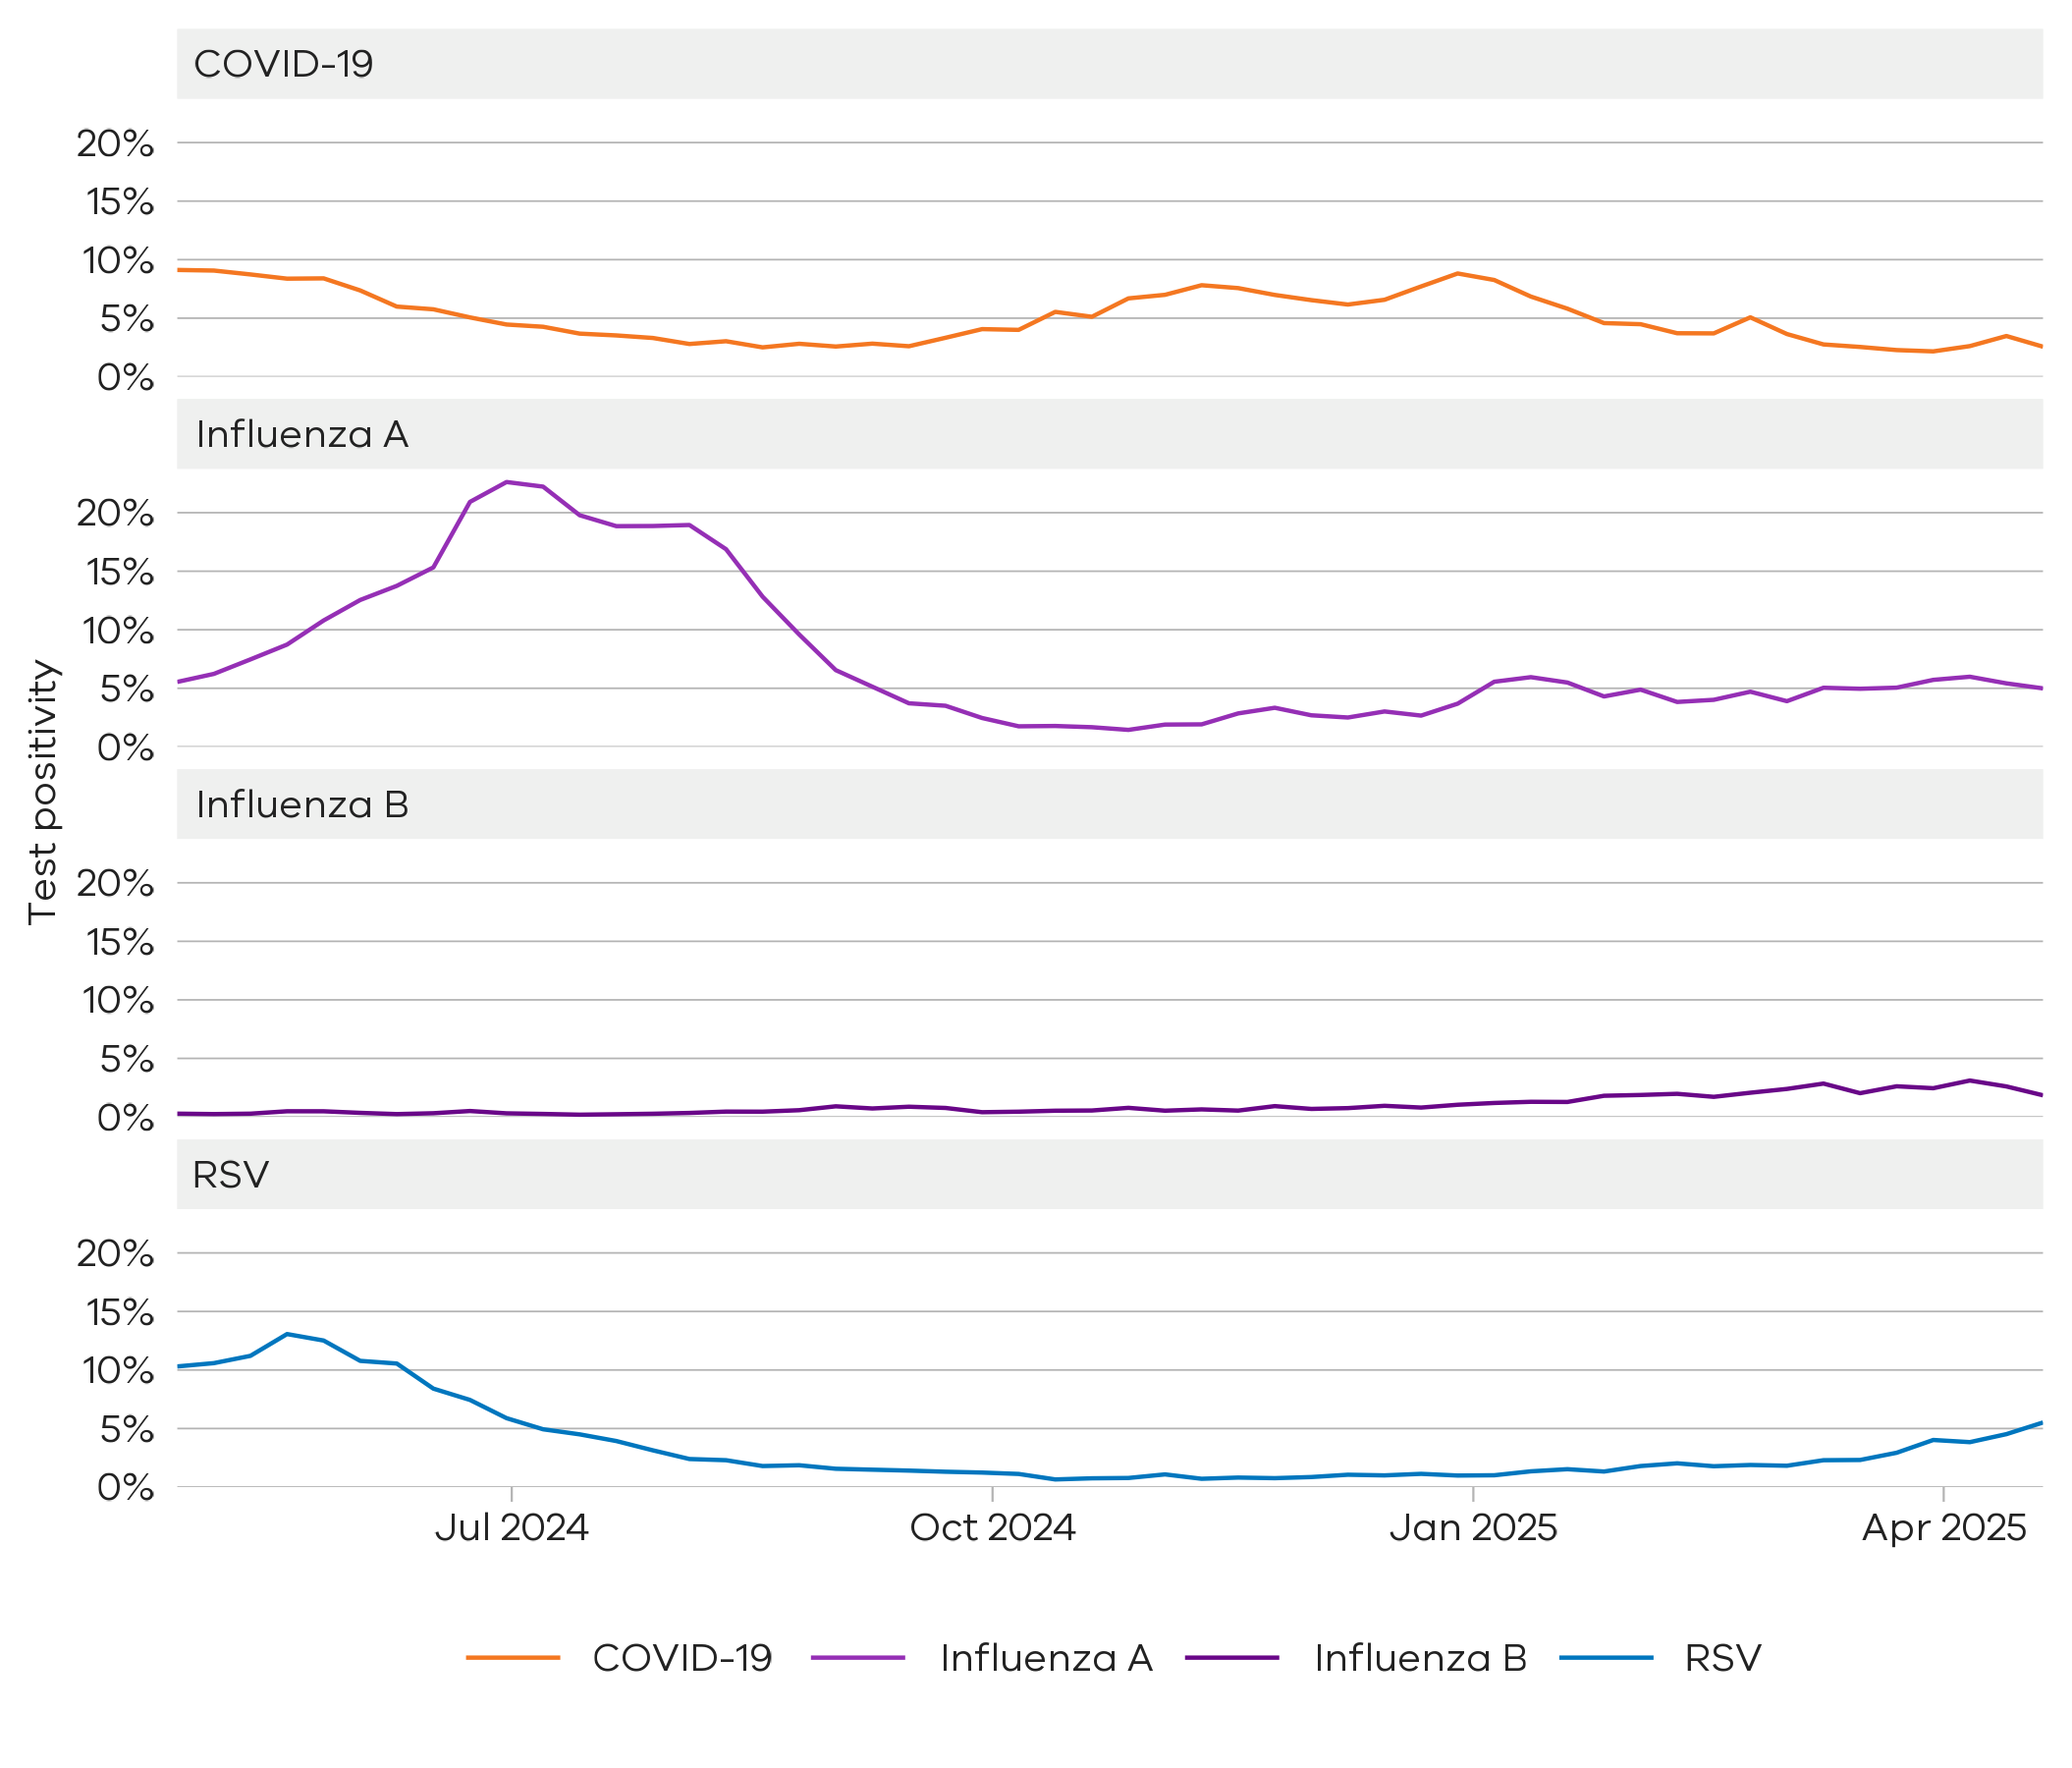 COVID-19
20%
15%
10%
5%
0%
Influenza A
20%
15%
10%
5%
0%
Influenza B
20%
15%
10%
5%
0%
RSV
20%
15%
10%
5%
0%
Test positivity
Jul 2024 Oct 2024 Jan 2025 Apr 2025
COVID-19 Influenza A Influenza B RSV